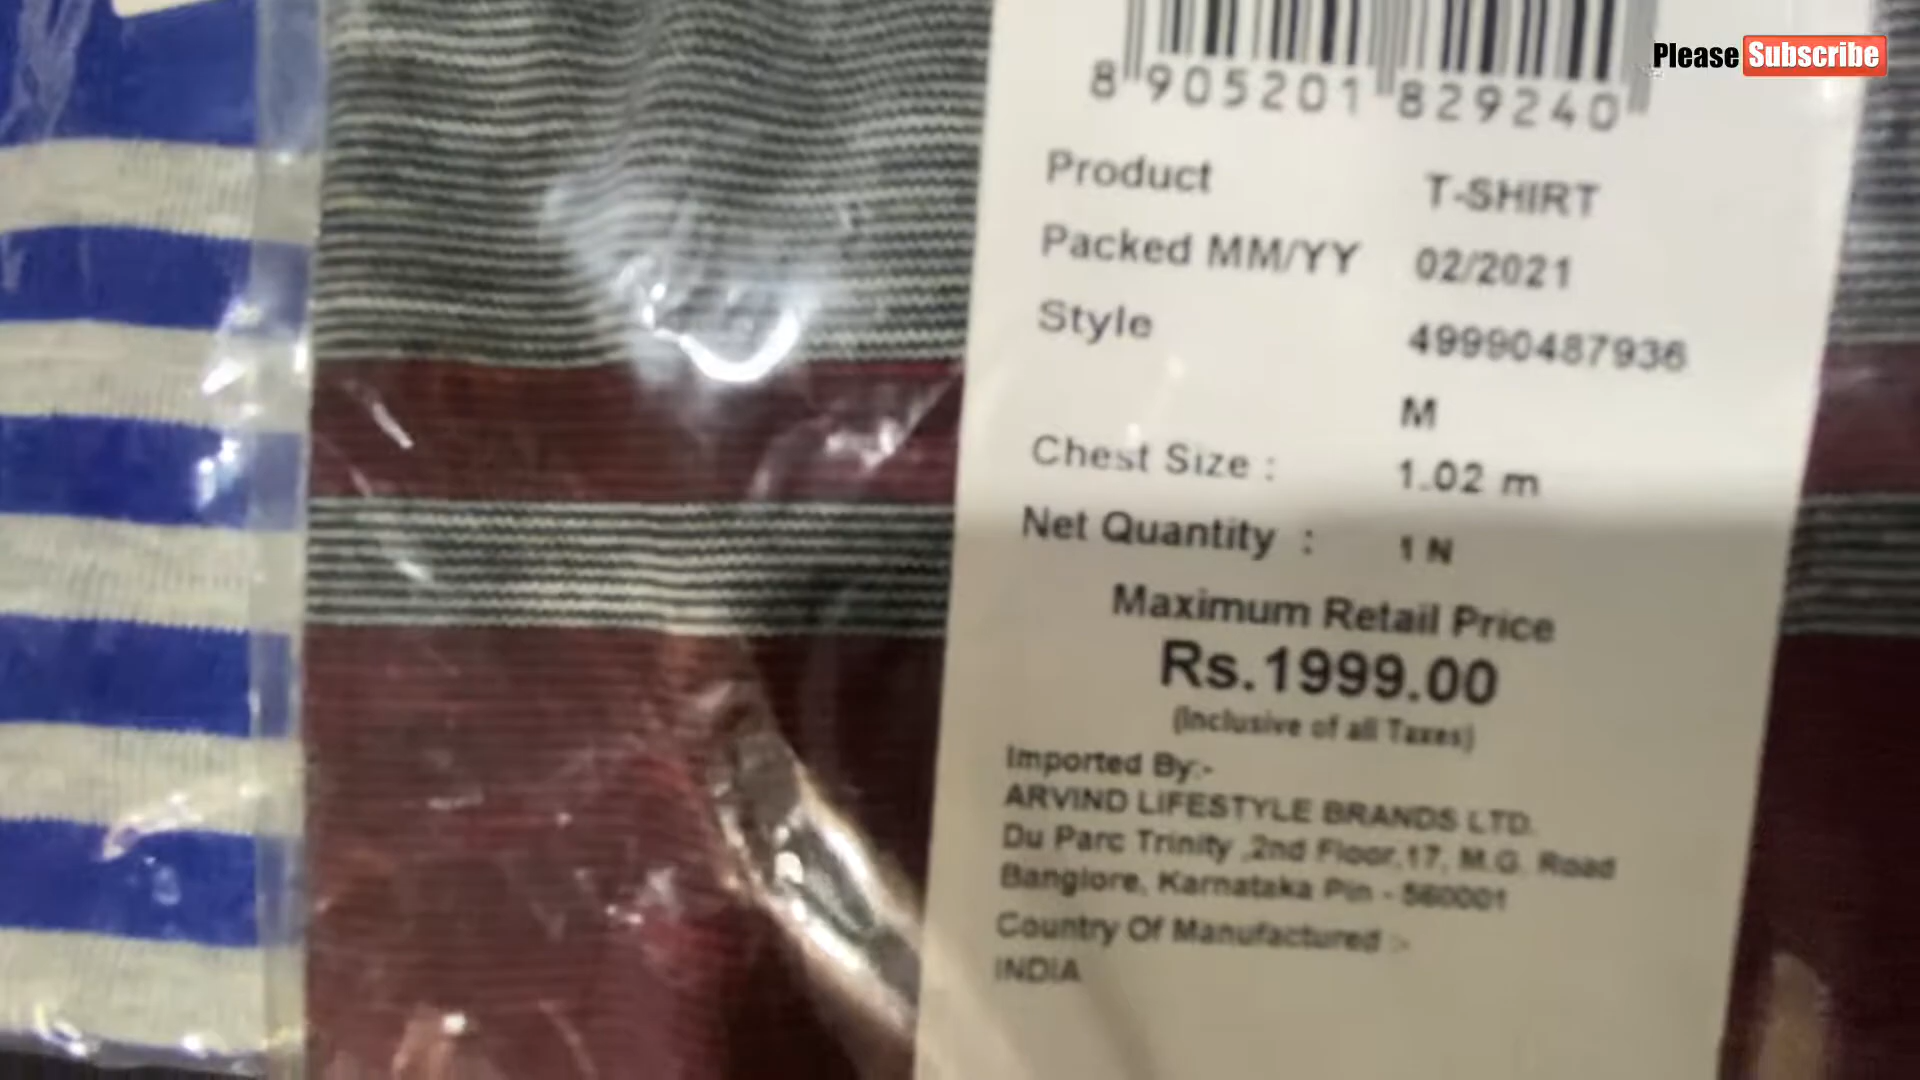 Please Subscribe
8 905201 829240
Product T-SHIRT
Packed MM/YY 02/2021
Style 49990487936
M
Chest Size : 1.02 m
Net Quantity : 1 N
Maximum Retail Price
Rs.1999.00
(Inclusive of all Taxes)
Imported By:-
ARVIND LIFESTYLE BRANDS LTD.
Du Parc Trinity ,2nd Floor,17, M.G. Road
Banglore, Karnataka Pin - 560001
Country Of Manufactured :-
INDIA